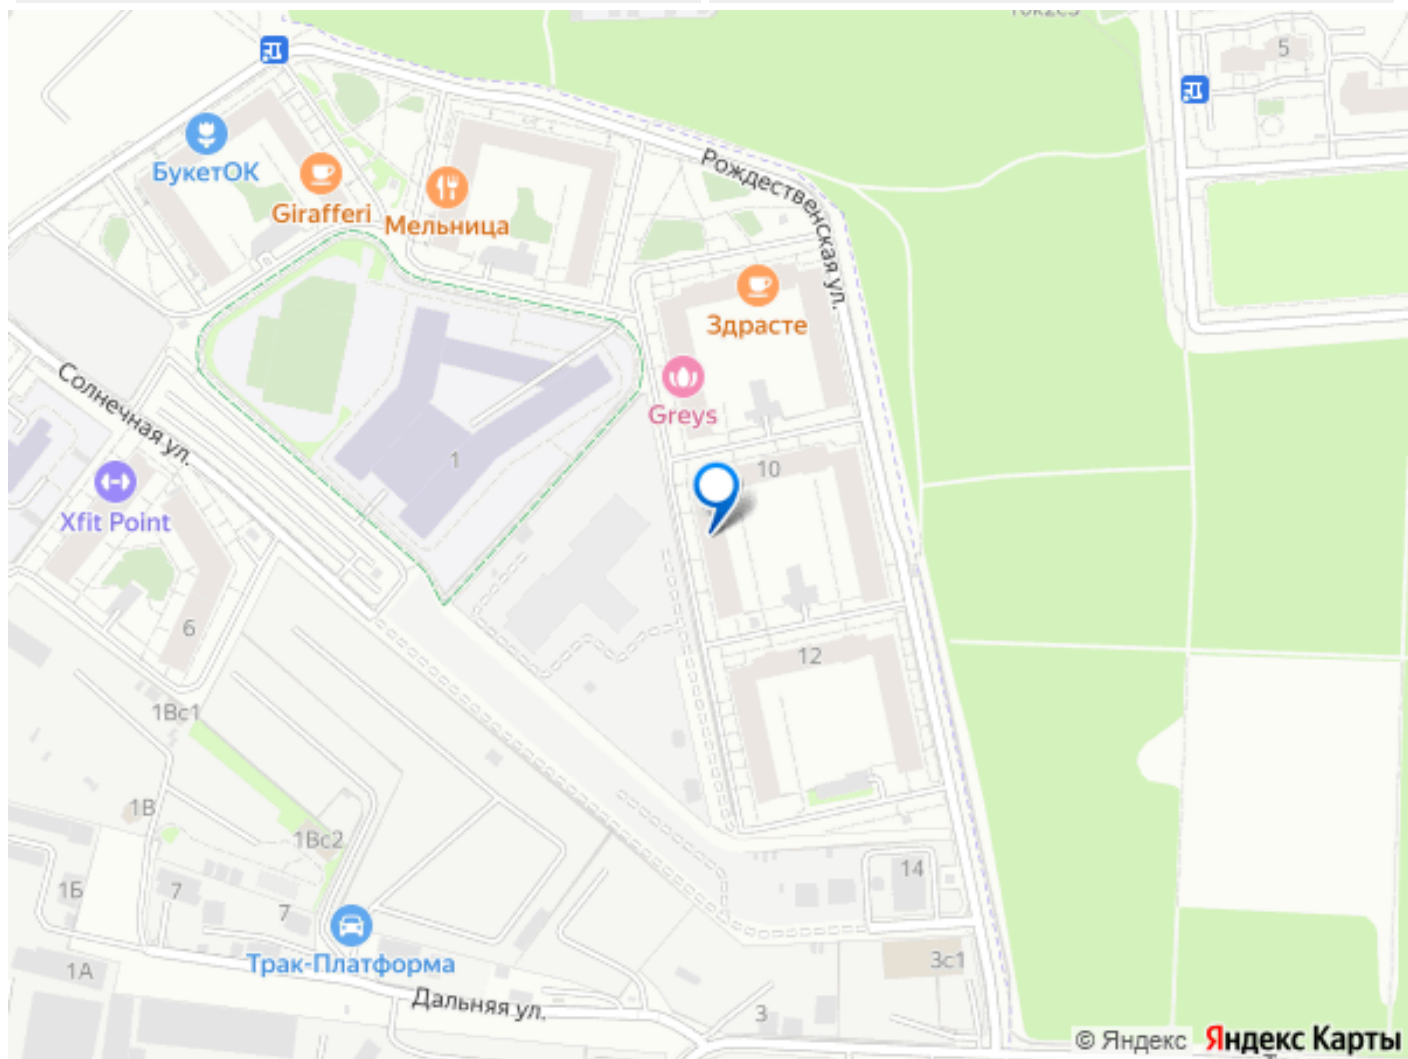 5
БукетОК
Girafferi
Мельница
Рождественская ул.
Здрасте
Greys
Солнечная ул.
1
10
Xfit Point
6
12
1Вс1
1В
1Вс2
14
1Б
7
7
Трак-Платформа
1А
3с1
Дальняя ул.
3
© Яндекс Яндекс Карты